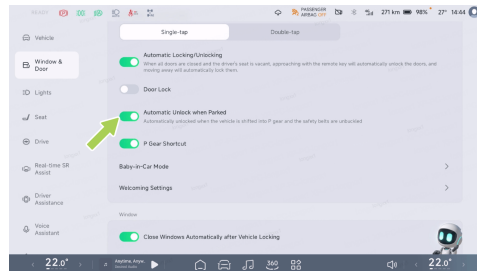 PASSENGER
AIRBAG OFF
271 km
98%
27°
14:44
Single-tap
Double-tap
Vehicle
Window &
Door
Lights
Seat
Drive
Real-time SR
Assist
Driver
Assistance
Voice
Assistant
Automatic Locking/Unlocking
When all doors are closed and the driver's seat is vacant, approaching with the remote key will automatically unlock the doors, and
moving away will automatically lock them.
Door Lock
Automatic Unlock when Parked
Automatically unlocked when the vehicle is shifted into P gear and the safety belts are unbuckled
P Gear Shortcut
Baby-in-Car Mode
Welcoming Settings
Window
Close Windows Automatically after Vehicle Locking
22.0°
Anytime, Anyw..
360
22.0°